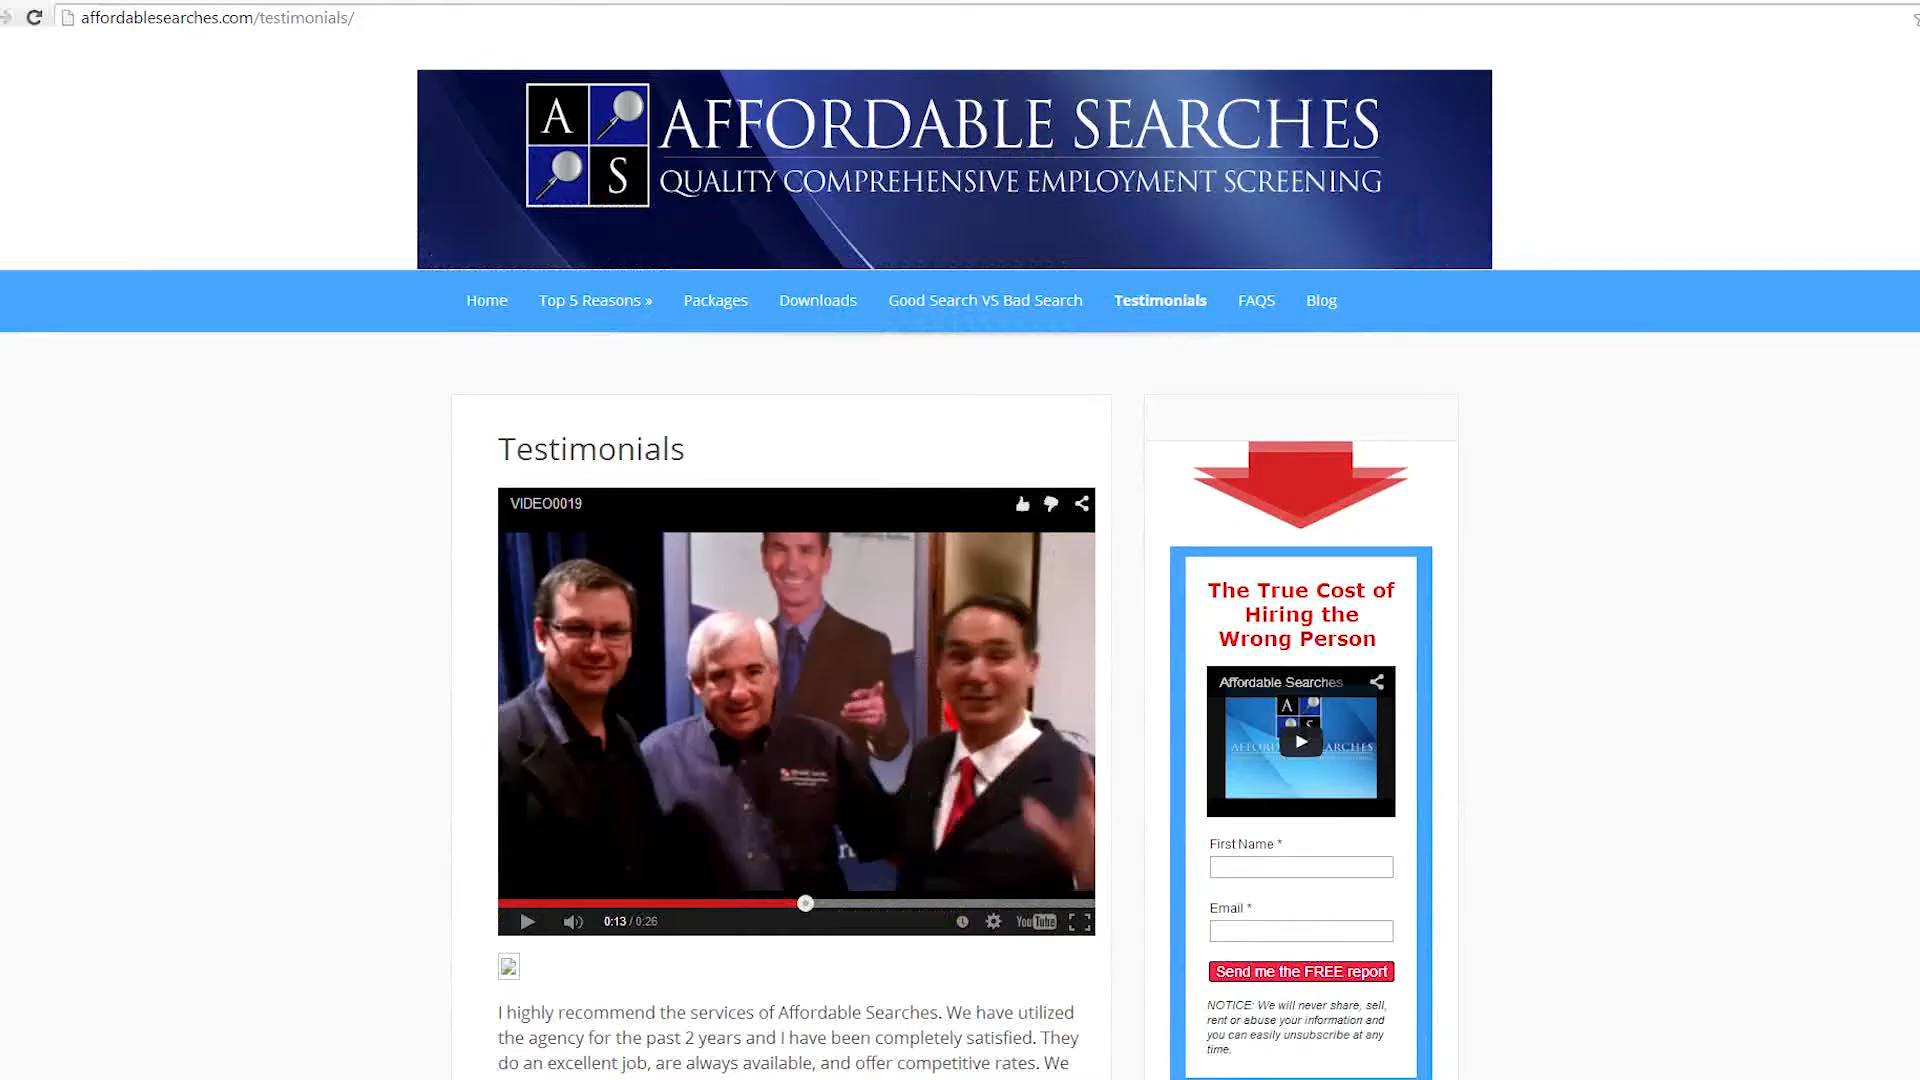 affordablesearches.com/testimonials/
A
S
AFFORDABLE SEARCHES
QUALITY COMPREHENSIVE EMPLOYMENT SCREENING
Home Top 5 Reasons » Packages Downloads Good Search VS Bad Search Testimonials FAQS Blog
Testimonials
VIDEO0019
0:13 / 0:26
YouTube
I highly recommend the services of Affordable Searches. We have utilized
the agency for the past 2 years and I have been completely satisfied. They
do an excellent job, are always available, and offer competitive rates. We
The True Cost of
Hiring the
Wrong Person
Affordable Searches
A
S
First Name *
Email *
Send me the FREE report
NOTICE: We will never share, sell,
rent or abuse your information and
you can easily unsubscribe at any
time.